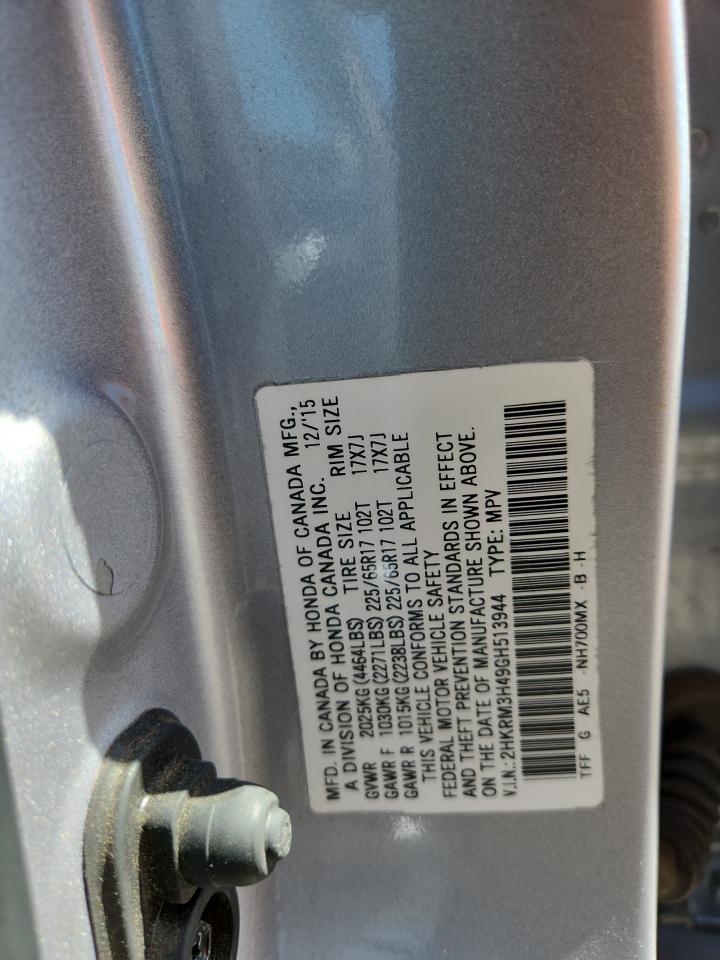 MFD. IN CANADA BY HONDA OF CANADA MFG.,
A DIVISION OF HONDA CANADA INC. 12/'15
GVWR 2025KG(4464LBS) TIRE SIZE RIM SIZE
GAWR F 1030KG(2271LBS) 225/65R17 102T 17X7J
GAWR R 1015KG(2238LBS) 225/65R17 102T 17X7J
THIS VEHICLE CONFORMS TO ALL APPLICABLE
FEDERAL MOTOR VEHICLE SAFETY
AND THEFT PREVENTION STANDARDS IN EFFECT
ON THE DATE OF MANUFACTURE SHOWN ABOVE.
V.I.N.: 2HKRM3H49GH513944 TYPE: MPV
TFF G AE5 -NH700MX -B -H